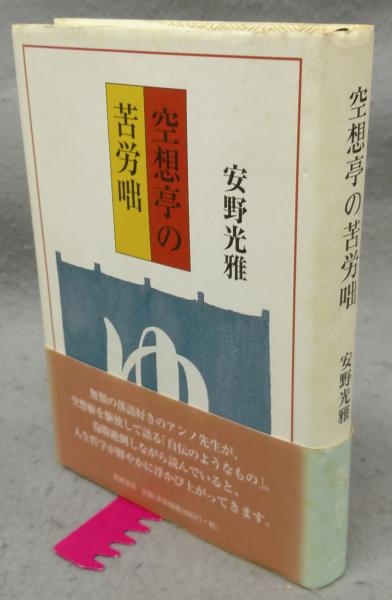 空想亭の
苦労咄
安野光雅
ゆ
無類の落語好きのアンノ先生が、
空想癖を駆使して語る「自伝のようなもの」。
抱腹絶倒しながら読んでいると、
人生哲学が鮮やかに浮かび上がってきます。
空想亭の苦労咄
安野光雅